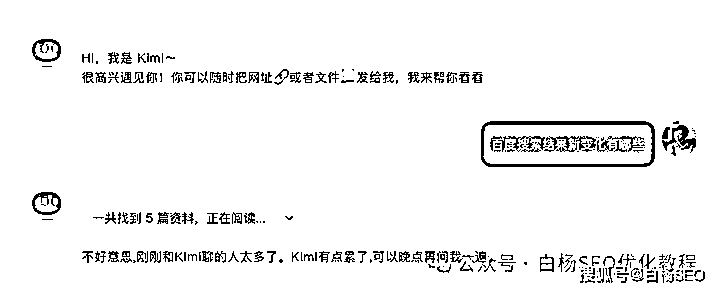 Hi，我是 Kimi～
很高兴遇见你！你可以随时把网址🔗或者文件发给我，我来帮你看看
百度搜索结果新变化有哪些
一共找到 5 篇资料，正在阅读...
不好意思,刚刚和Kimi聊的人太多了。Kimi有点累了,可以晚点再问我一遍
公众号 · 白杨SEO优化教程
搜狐号@白杨SEO